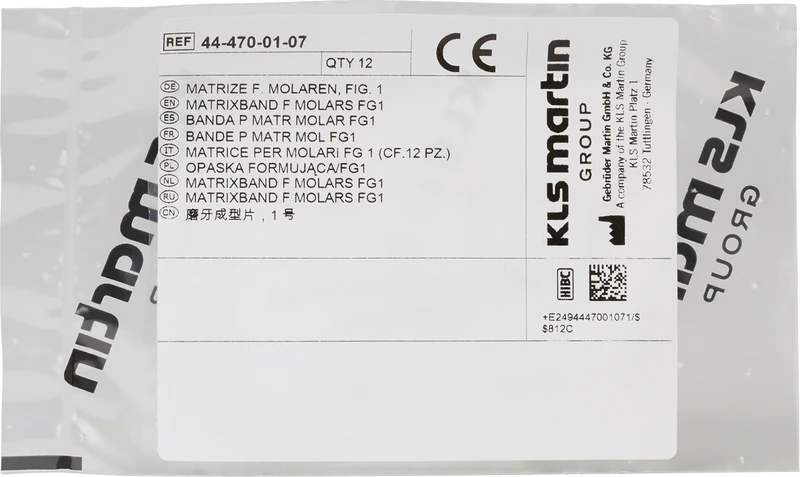 REF 44-470-01-07
QTY 12
CE
DE MATRIZE F. MOLAREN, FIG. 1
EN MATRIXBAND F MOLARS FG1
ES BANDA P MATR MOLAR FG1
FR BANDE P MATR MOL FG1
IT MATRICE PER MOLARI FG 1 (CF.12 PZ.)
PL OPASKA FORMUJĄCA/FG1
NL MATRIXBAND F MOLARS FG1
RU MATRIXBAND F MOLARS FG1
CN 磨牙成型片，1 号
KLS martin
GROUP
Gebrüder Martin GmbH & Co. KG
A company of the KLS Martin Group
KLS Martin Platz 1
78532 Tuttlingen · Germany
HIBC
+E2494447001071/$
$812C
martin
KLS martin
GROUP